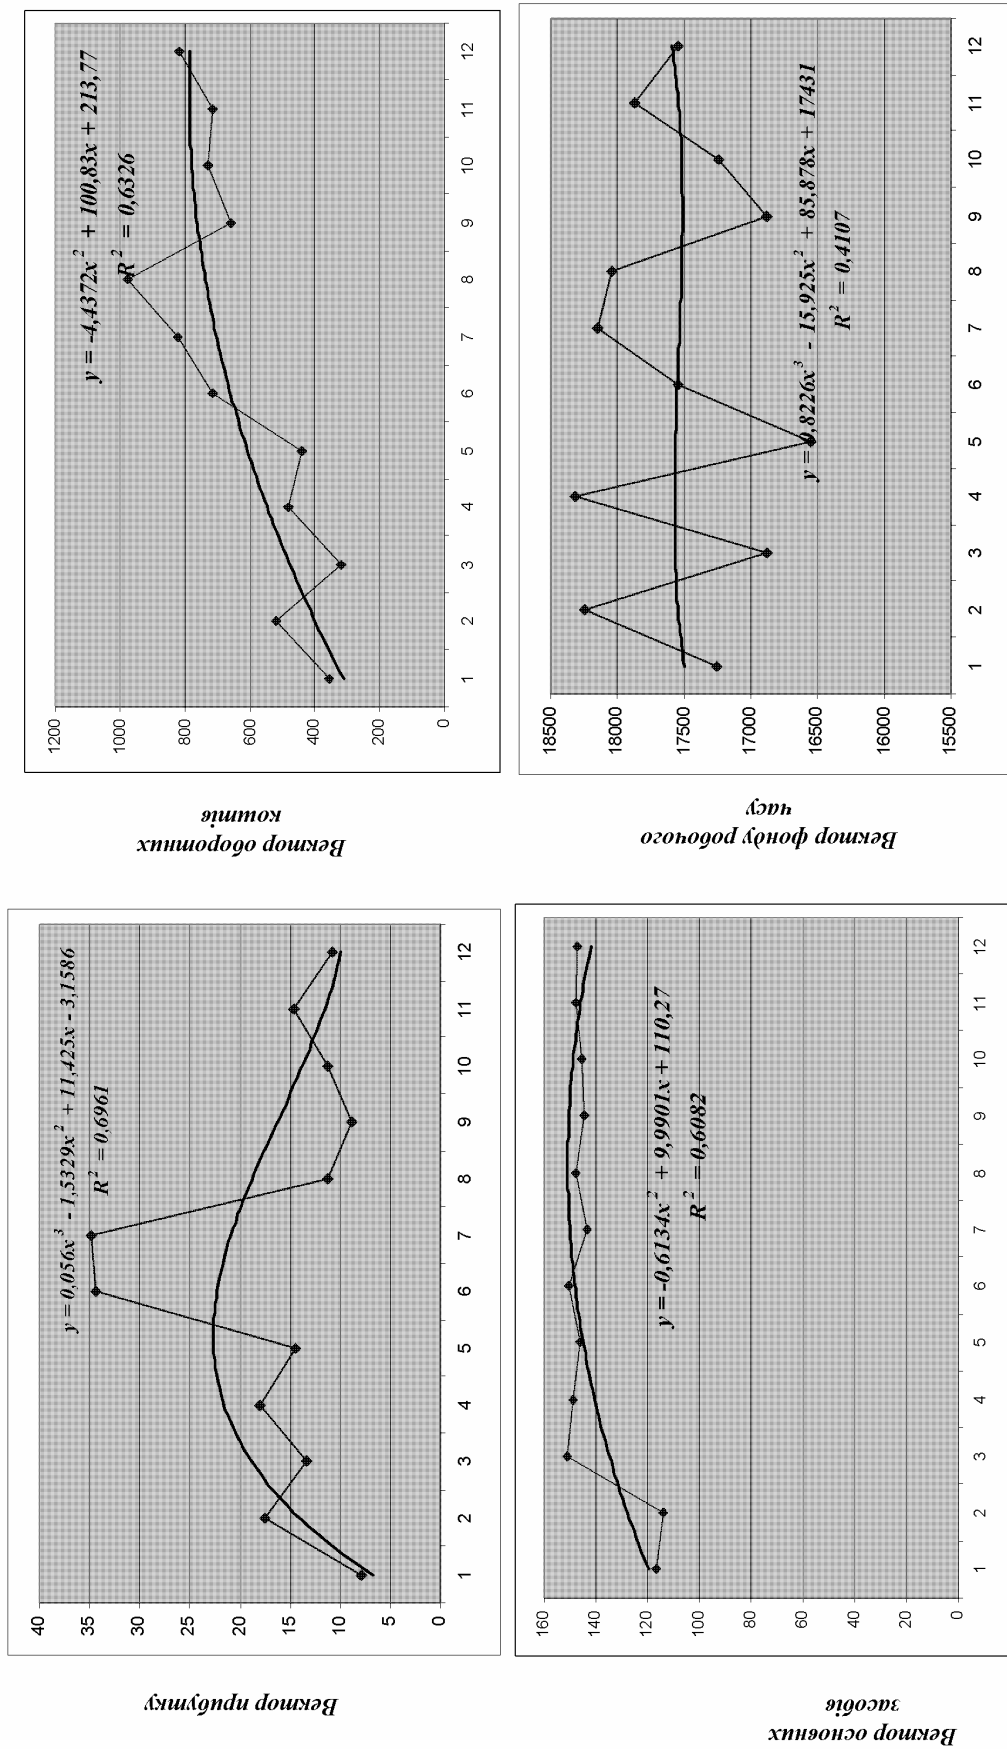 Вектор прибутку
40
35
30
25
20
15
10
5
0
y = 0,056x³ - 1,5329x² + 11,425x - 3,1586
R² = 0,6961
1 2 3 4 5 6 7 8 9 10 11 12
Вектор оборотних
коштів
1200
1000
800
600
400
200
0
y = -4,4372x² + 100,83x + 213,77
R² = 0,6326
1 2 3 4 5 6 7 8 9 10 11 12
Вектор основних
засобів
160
140
120
100
80
60
40
20
0
y = -0,6134x² + 9,9901x + 110,27
R² = 0,6082
1 2 3 4 5 6 7 8 9 10 11 12
Вектор фонду робочого
часу
18500
18000
17500
17000
16500
16000
15500
y = 0,8226x³ - 15,925x² + 85,878x + 17431
R² = 0,4107
1 2 3 4 5 6 7 8 9 10 11 12